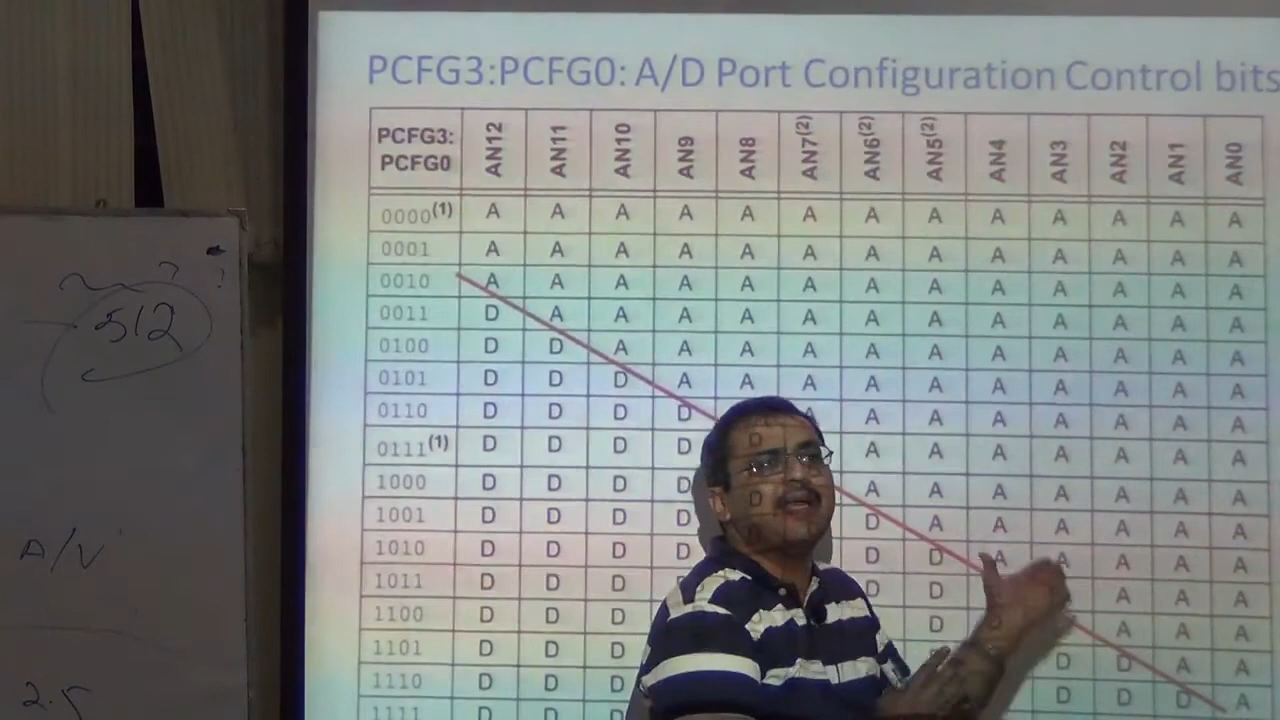 PCFG3:PCFG0: A/D Port Configuration Control bits
PCFG3: PCFG0 AN12 AN11 AN10 AN9 AN8 AN7(2) AN6(2) AN5(2) AN4 AN3 AN2 AN1 AN0
0000(1) A A A A A A A A A A A A A
0001 A A A A A A A A A A A A A
0010 A A A A A A A A A A A A A
0011 D A A A A A A A A A A A A
0100 D D A A A A A A A A A A A
0101 D D D A A A A A A A A A A
0110 D D D D A A A A A A A A
0111(1) D D D D D A A A A A A A
1000 D D D D D A A A A A A A
1001 D D D D D D A A A A A A
1010 D D D D D D A A A A A
1011 D D D D D A A A
1100 D D D D D A A A
1101 D D D D D A A
1110 D D D D D D A
1111 D D D
512
A/V
2.5